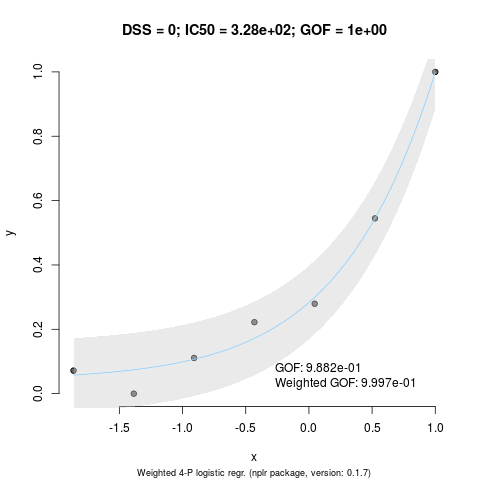 DSS = 0; IC50 = 3.28e+02; GOF = 1e+00
y
1.0
0.8
0.6
0.4
0.2
0.0
GOF: 9.882e-01
Weighted GOF: 9.997e-01
-1.5 -1.0 -0.5 0.0 0.5 1.0
x
Weighted 4-P logistic regr. (nplr package, version: 0.1.7)